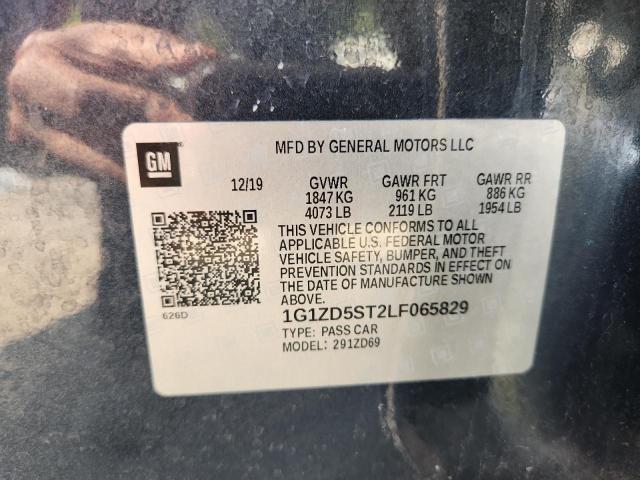 GM
MFD BY GENERAL MOTORS LLC
12/19 GVWR GAWR FRT GAWR RR
1847 KG 961 KG 886 KG
4073 LB 2119 LB 1954 LB
THIS VEHICLE CONFORMS TO ALL
APPLICABLE U.S. FEDERAL MOTOR
VEHICLE SAFETY, BUMPER, AND THEFT
PREVENTION STANDARDS IN EFFECT ON
THE DATE OF MANUFACTURE SHOWN
ABOVE.
626D
1G1ZD5ST2LF065829
TYPE: PASS CAR
MODEL: 291ZD69